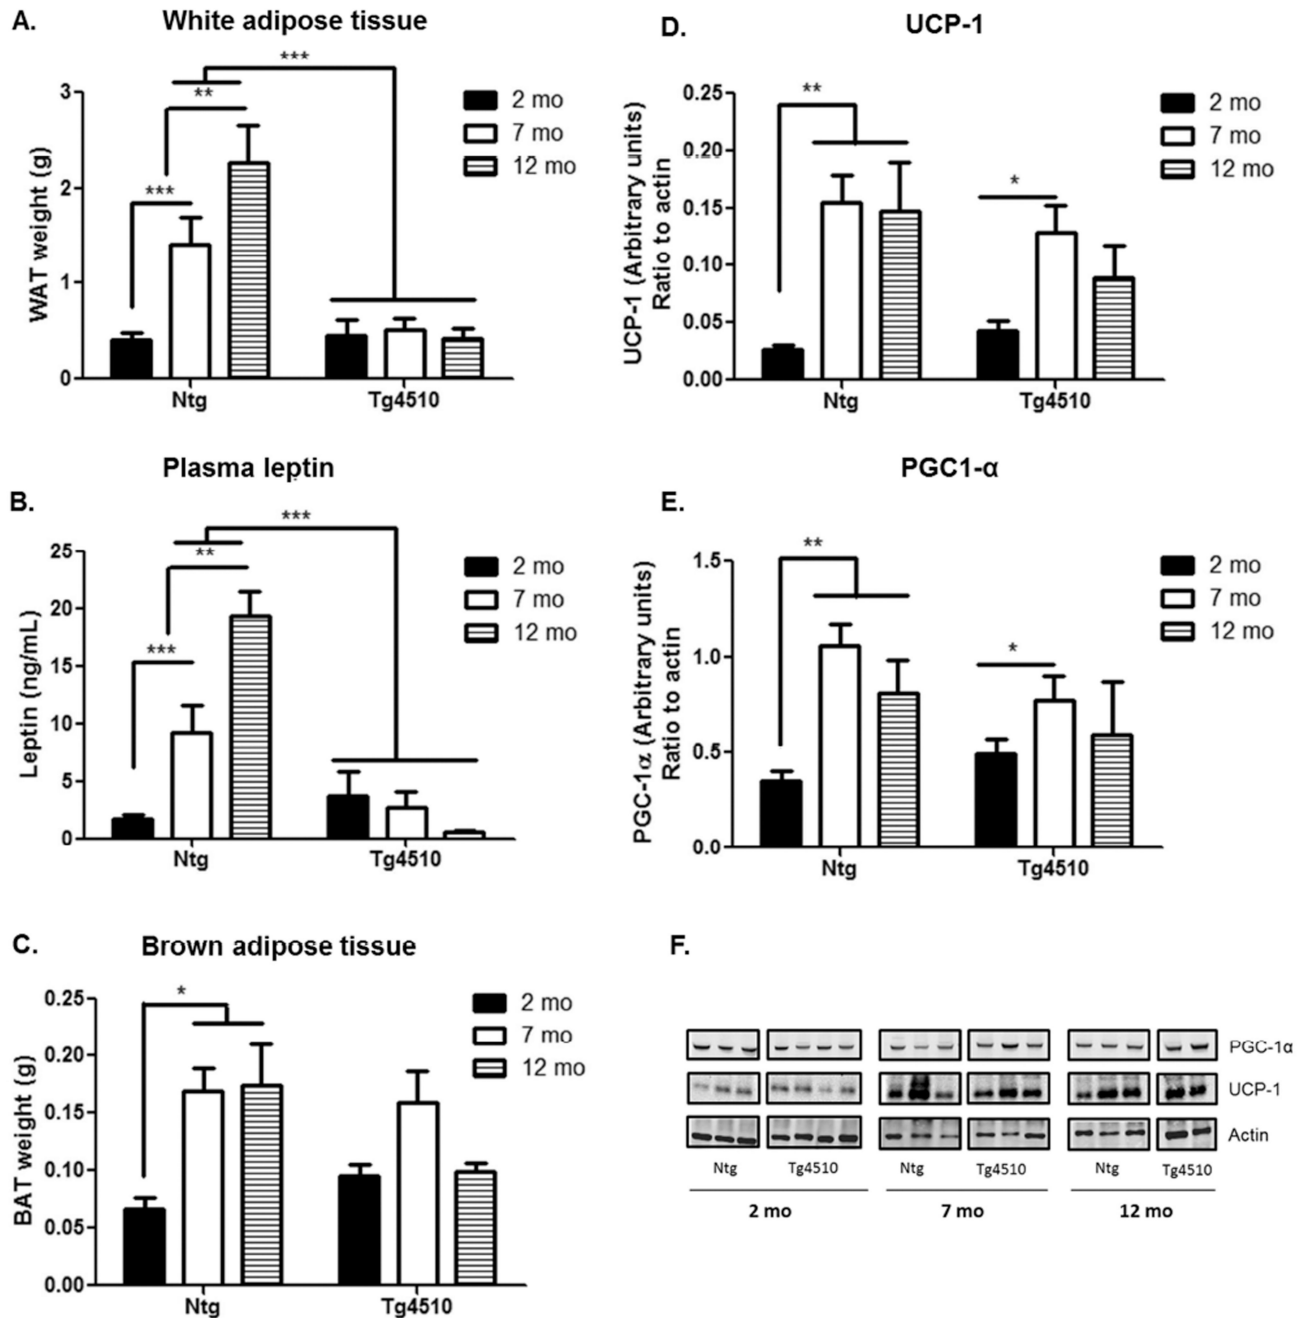 A.
White adipose tissue
***
**
***
3
2
1
0
WAT weight (g)
Ntg
Tg4510
2 mo
7 mo
12 mo
Plasma leptin
B.
***
**
***
25
20
15
10
5
0
Leptin (ng/mL)
Ntg
Tg4510
2 mo
7 mo
12 mo
C.
Brown adipose tissue
*
0.25
0.20
0.15
0.10
0.05
0.00
BAT weight (g)
Ntg
Tg4510
2 mo
7 mo
12 mo
D.
UCP-1
**
*
0.25
0.20
0.15
0.10
0.05
0.00
UCP-1 (Arbitrary units)
Ratio to actin
Ntg
Tg4510
2 mo
7 mo
12 mo
PGC1-α
E.
**
*
1.5
1.0
0.5
0.0
PGC-1α (Arbitrary units)
Ratio to actin
Ntg
Tg4510
2 mo
7 mo
12 mo
F.
PGC-1α
UCP-1
Actin
Ntg Tg4510 Ntg Tg4510 Ntg Tg4510
2 mo 7 mo 12 mo